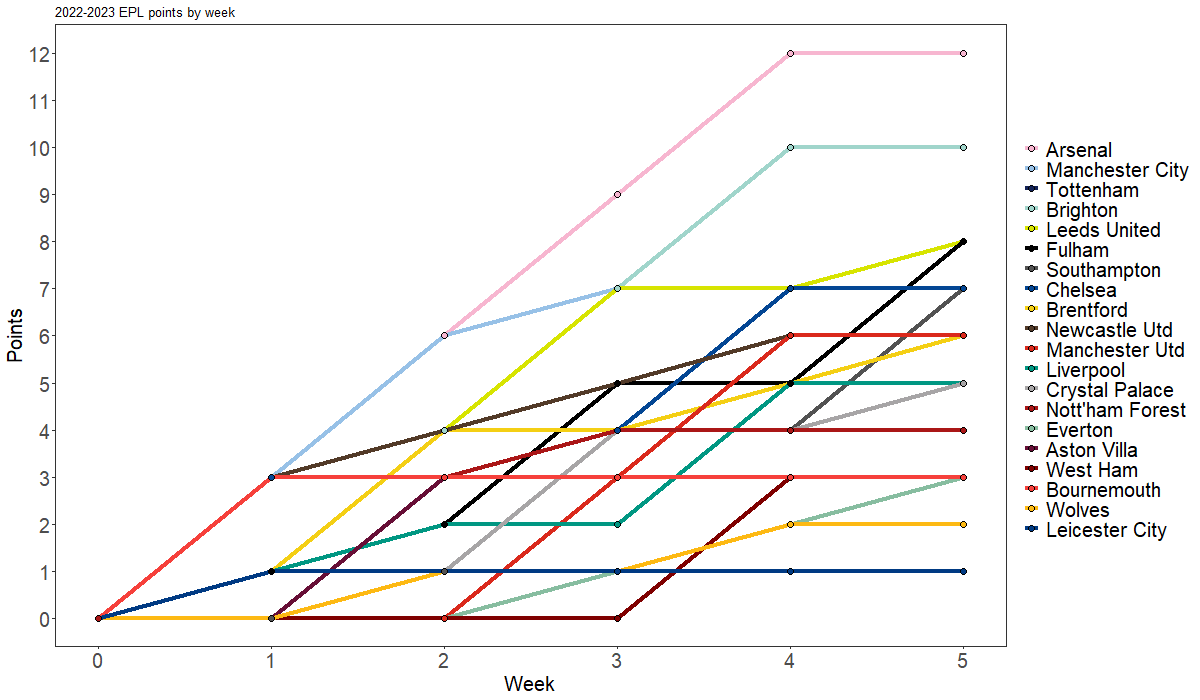 2022-2023 EPL points by week
12
11
10
9
8
7
6
5
4
3
2
1
0
Points
0 1 2 3 4 5
Week
Arsenal
Manchester City
Tottenham
Brighton
Leeds United
Fulham
Southampton
Chelsea
Brentford
Newcastle Utd
Manchester Utd
Liverpool
Crystal Palace
Nott'ham Forest
Everton
Aston Villa
West Ham
Bournemouth
Wolves
Leicester City